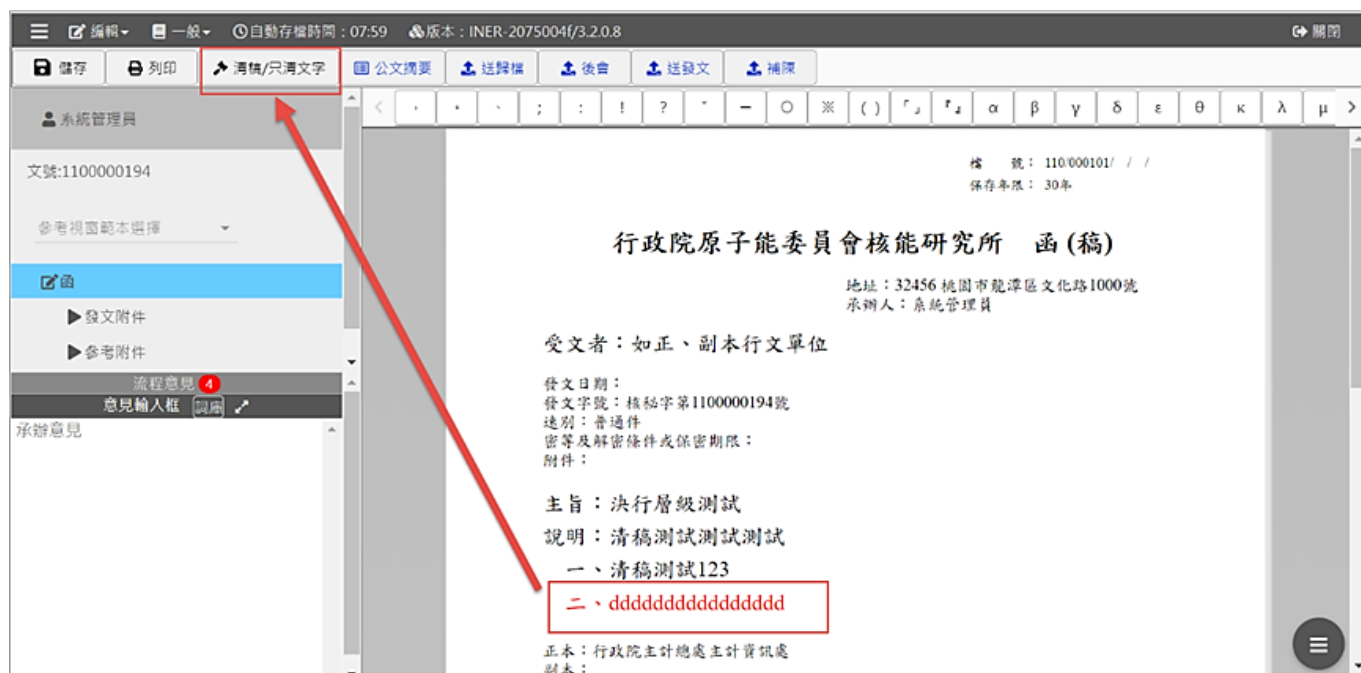 編輯 一般 自動存檔時間：07:59 版本：INER-2075004f/3.2.0.8 關閉
儲存 列印 清稿/只清文字 公文摘要 送歸檔 後會 送發文 補陳
系統管理員
， ． 、 ; : ! ? ˇ － ○ ※ ( ) 「」 『』 α β γ δ ε θ κ λ μ
文號:1100000194
參考視窗範本選擇
函
發文附件
參考附件
流程意見 4
意見輸入框 詞庫
承辦意見
檔　號：110/000101/ / /
保存年限：30年
行政院原子能委員會核能研究所　函(稿)
地址：32456 桃園市龍潭區文化路1000號
承辦人：系統管理員
受文者：如正、副本行文單位
發文日期：
發文字號：核秘字第1100000194號
速別：普通件
密等及解密條件或保密期限：
附件：
主旨：決行層級測試
說明：清稿測試測試測試
一、清稿測試123
二、dddddddddddddddd
正本：行政院主計總處主計資訊處
副本：